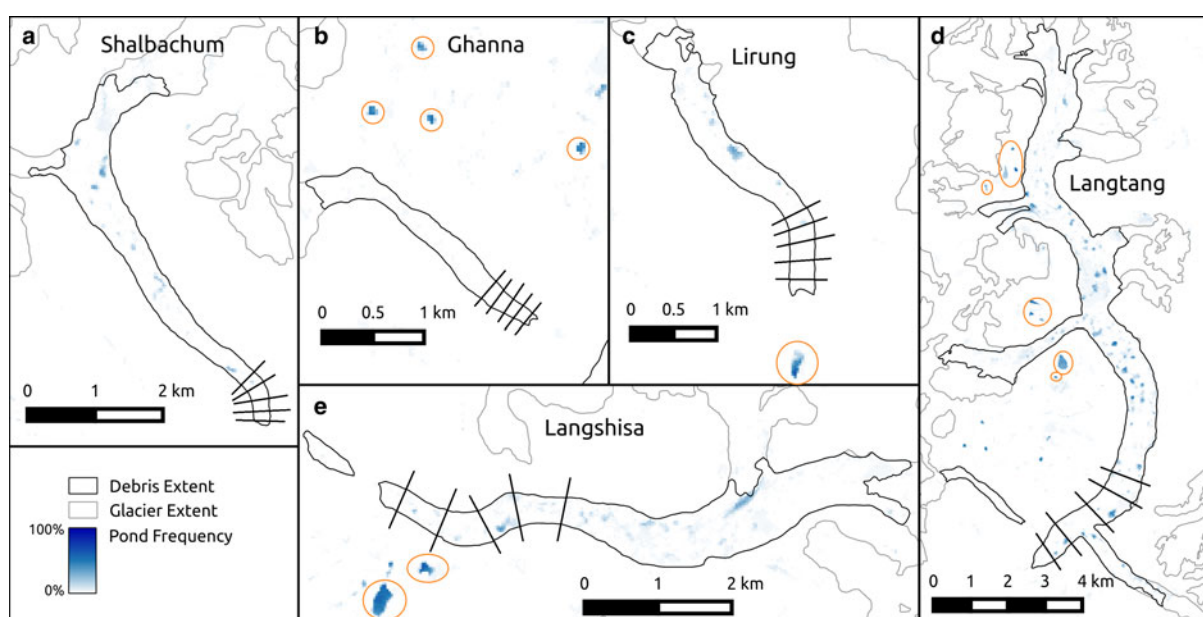 a
Shalbachum
0 1 2 km
b
Ghanna
0 0.5 1 km
c
Lirung
0 0.5 1 km
d
Langtang
0 1 2 3 4 km
e
Langshisa
0 1 2 km
Debris Extent
Glacier Extent
100%
Pond Frequency
0%